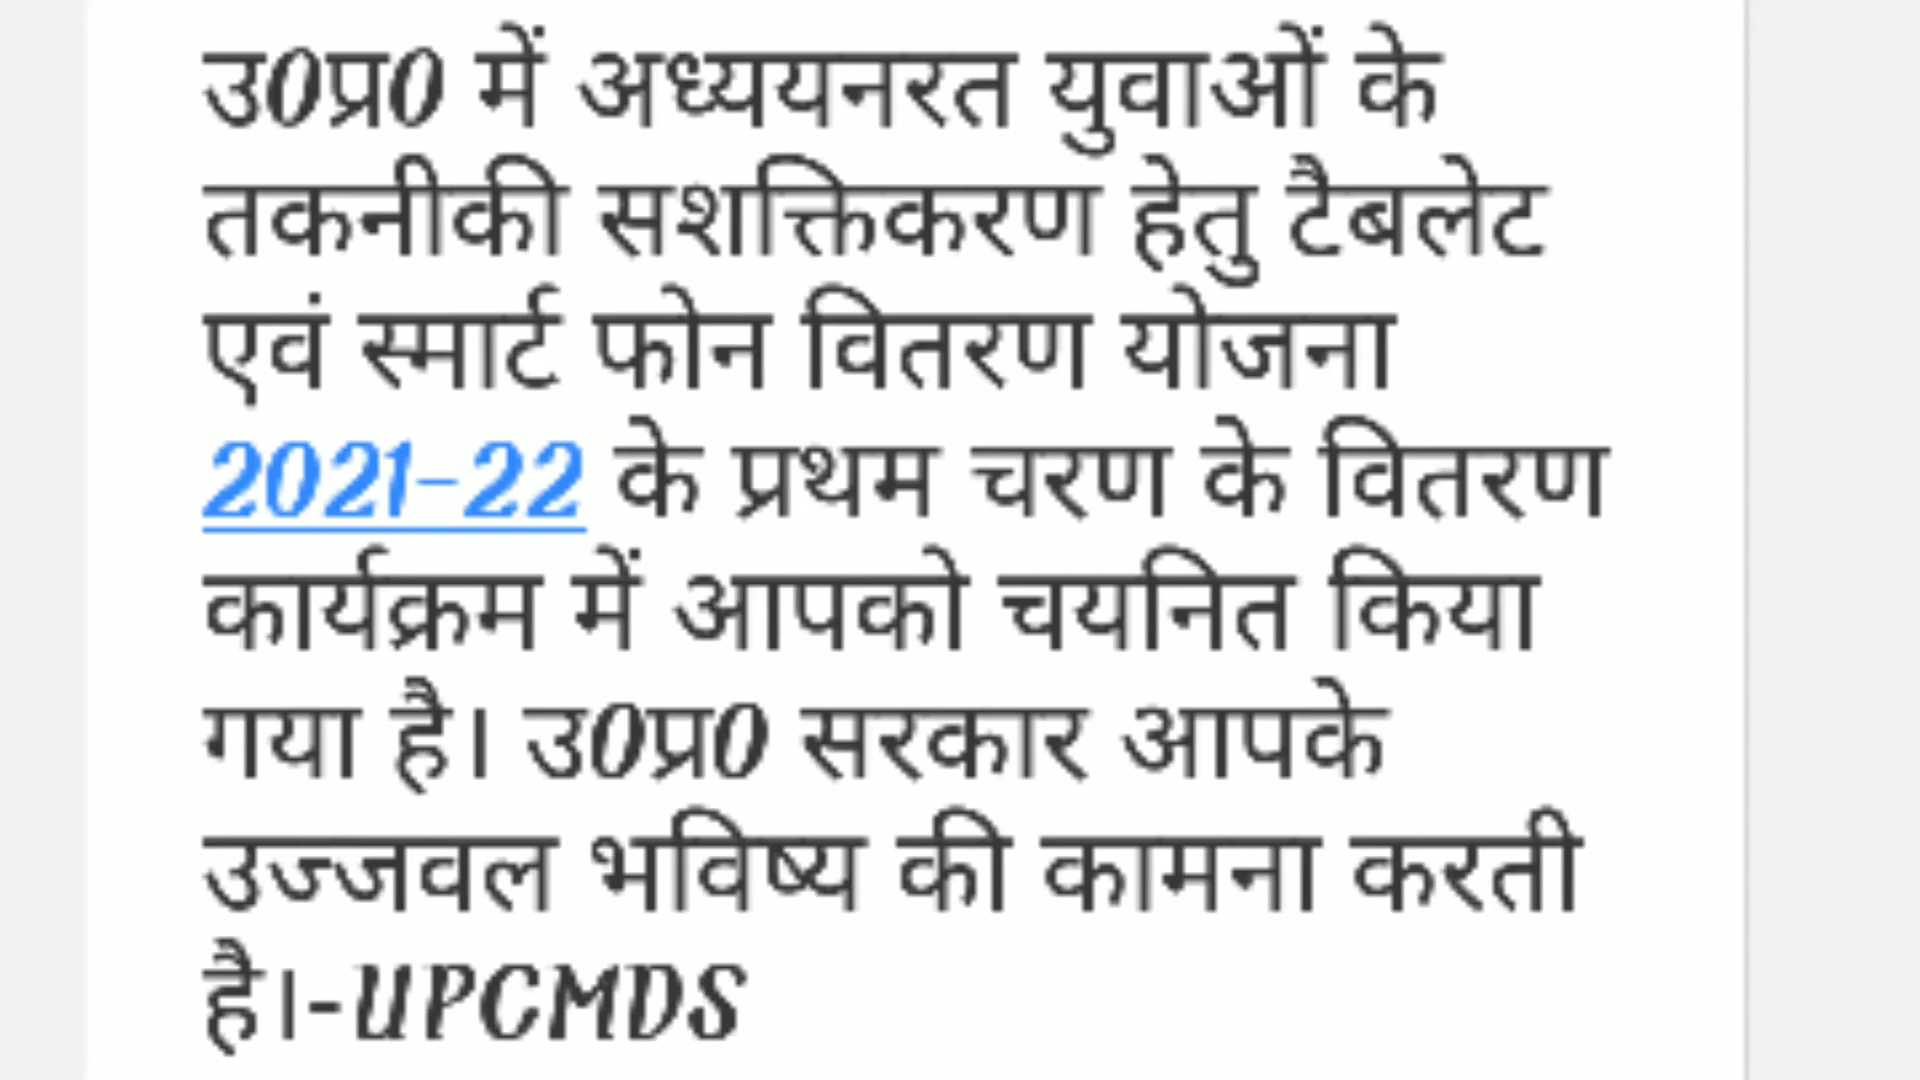 उ0प्र0 में अध्ययनरत युवाओं के
तकनीकी सशक्तिकरण हेतु टैबलेट
एवं स्मार्ट फोन वितरण योजना
2021-22 के प्रथम चरण के वितरण
कार्यक्रम में आपको चयनित किया
गया है। उ0प्र0 सरकार आपके
उज्जवल भविष्य की कामना करती
है।-UPCMDS